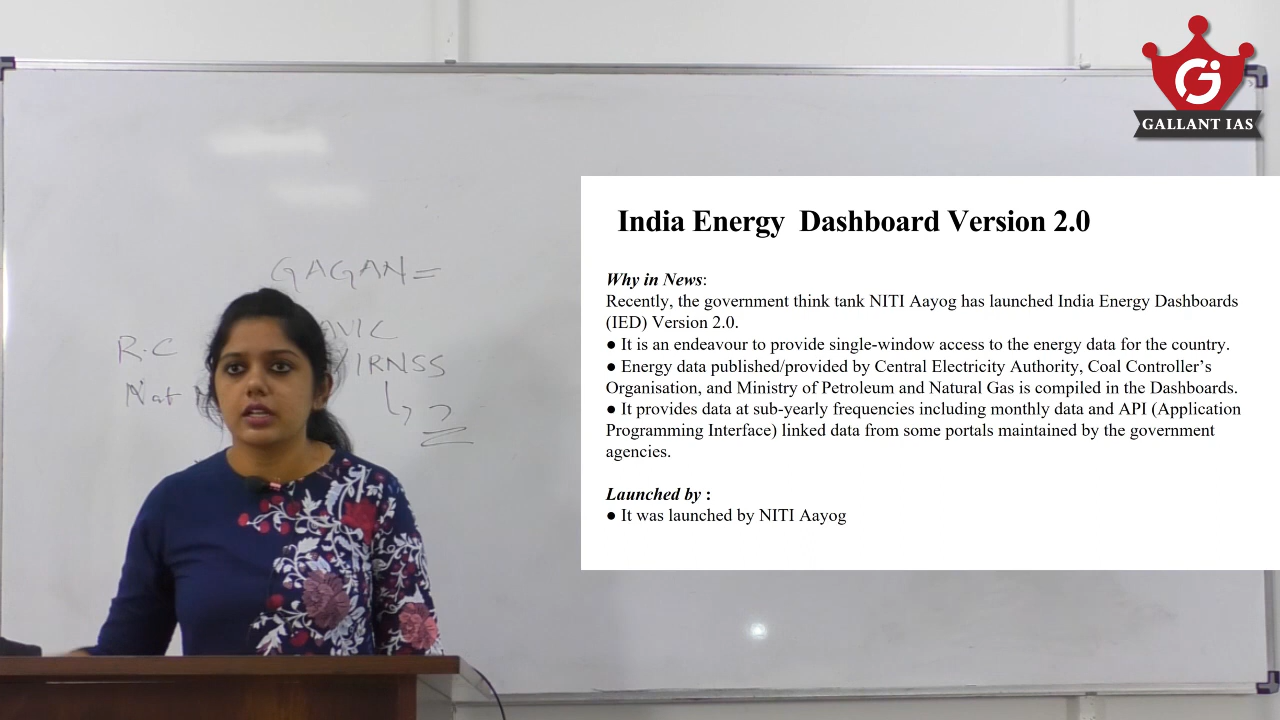 GALLANT IAS
GAGAN =
R.C
AVIC
/IRNSS
Nat
2
India Energy Dashboard Version 2.0
Why in News:
Recently, the government think tank NITI Aayog has launched India Energy Dashboards
(IED) Version 2.0.
● It is an endeavour to provide single-window access to the energy data for the country.
● Energy data published/provided by Central Electricity Authority, Coal Controller’s
Organisation, and Ministry of Petroleum and Natural Gas is compiled in the Dashboards.
● It provides data at sub-yearly frequencies including monthly data and API (Application
Programming Interface) linked data from some portals maintained by the government
agencies.
Launched by :
● It was launched by NITI Aayog